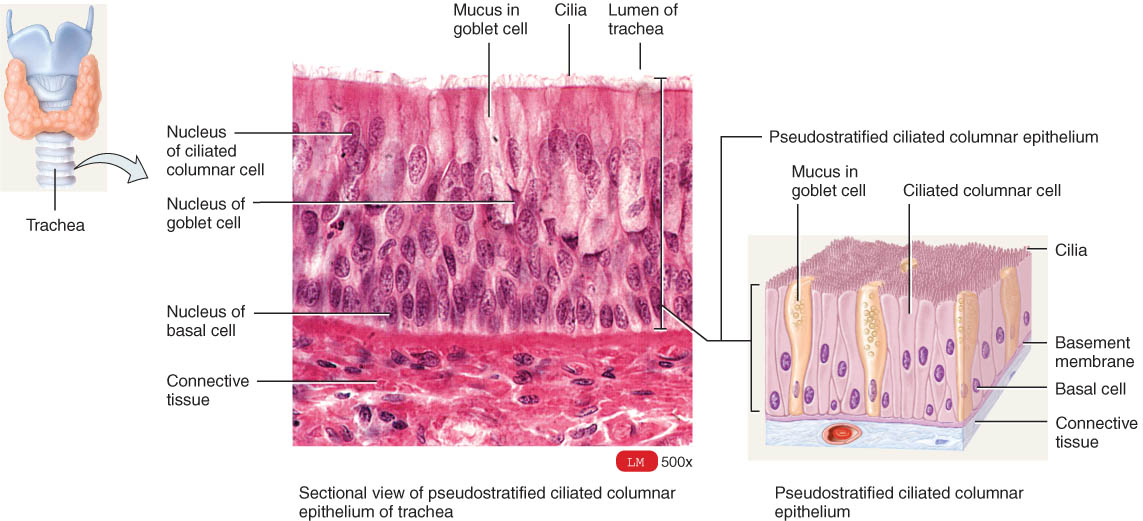 Mucus in
goblet cell
Cilia
Lumen of
trachea
Nucleus
of ciliated
columnar cell
Nucleus of
goblet cell
Trachea
Nucleus of
basal cell
Connective
tissue
Pseudostratified ciliated columnar epithelium
Mucus in
goblet cell
Ciliated columnar cell
Cilia
Basement
membrane
Basal cell
Connective
tissue
LM 500x
Sectional view of pseudostratified ciliated columnar
epithelium of trachea
Pseudostratified ciliated columnar
epithelium